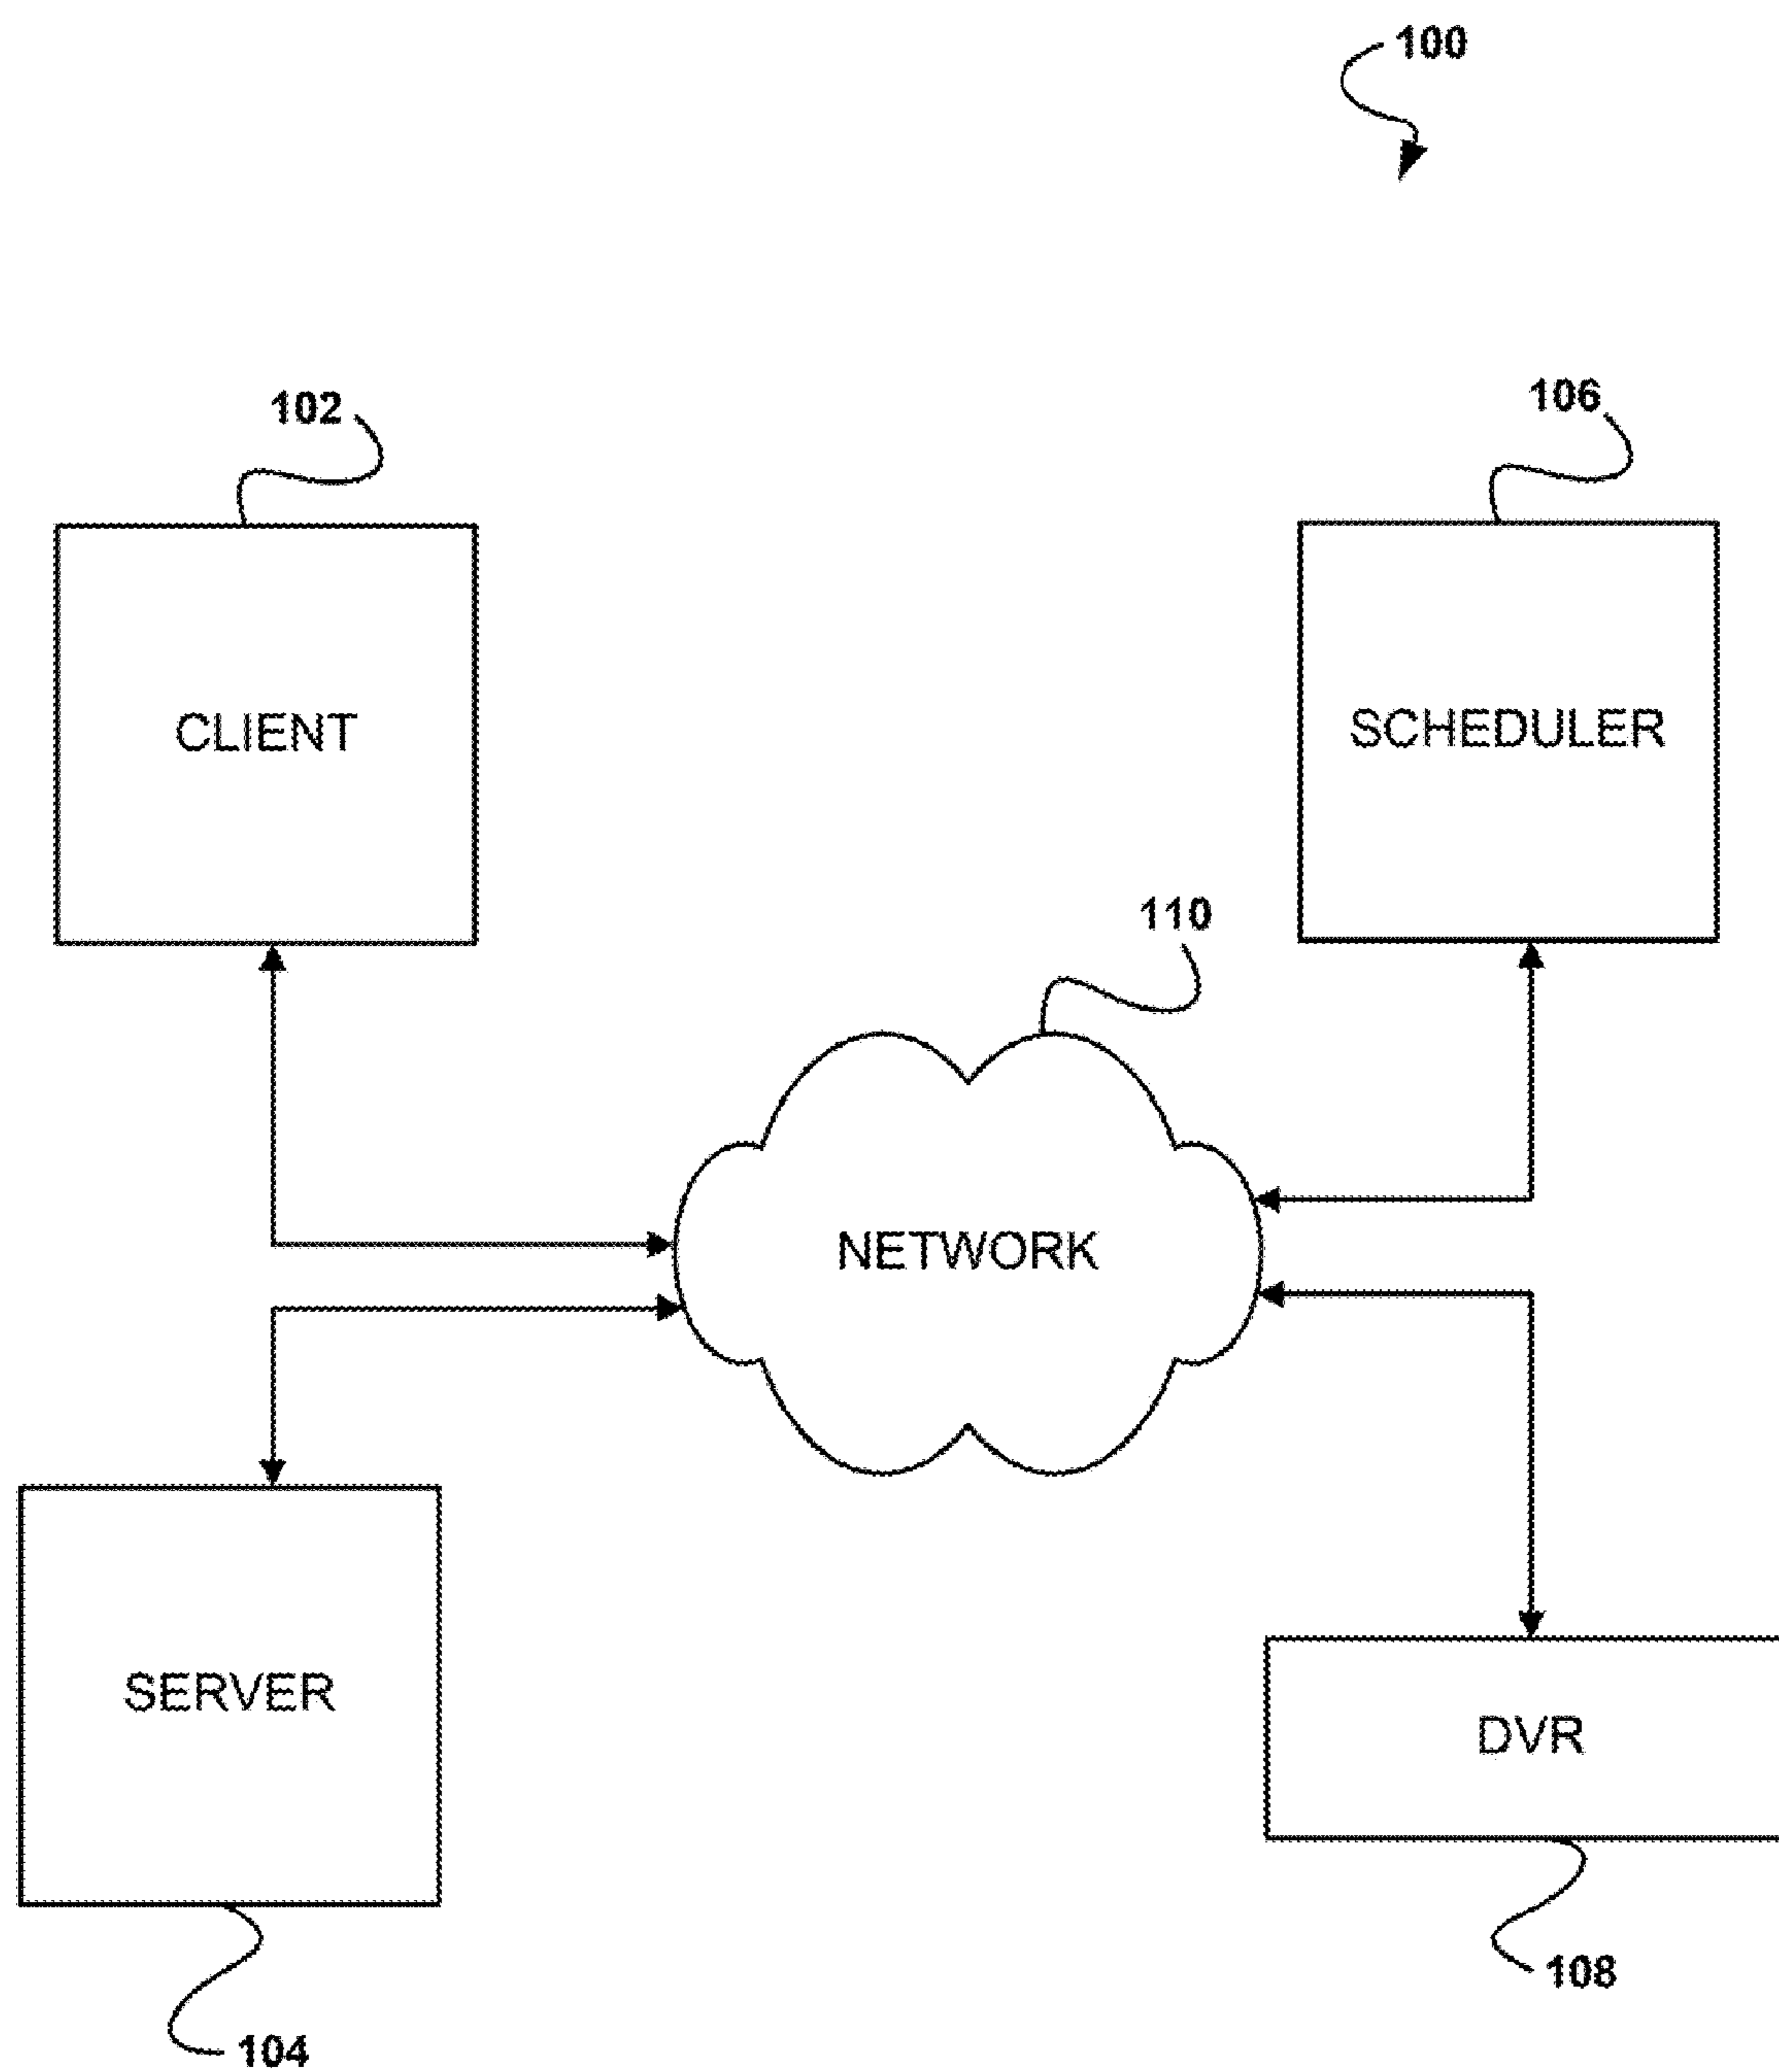 100
102
106
CLIENT
SCHEDULER
110
NETWORK
SERVER
DVR
108
104